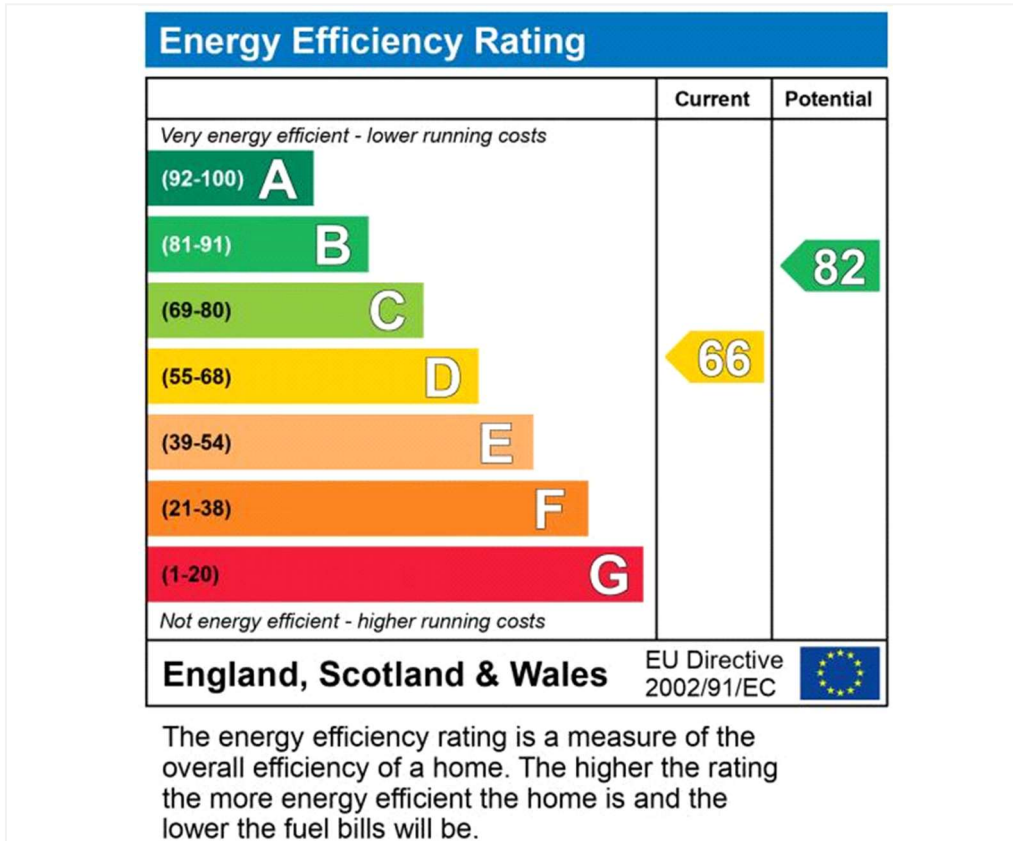 Energy Efficiency Rating
Current Potential
Very energy efficient - lower running costs
(92-100) A
(81-91) B
82
(69-80) C
66
(55-68) D
(39-54) E
(21-38) F
(1-20) G
Not energy efficient - higher running costs
England, Scotland & Wales
EU Directive
2002/91/EC
The energy efficiency rating is a measure of the
overall efficiency of a home. The higher the rating
the more energy efficient the home is and the
lower the fuel bills will be.